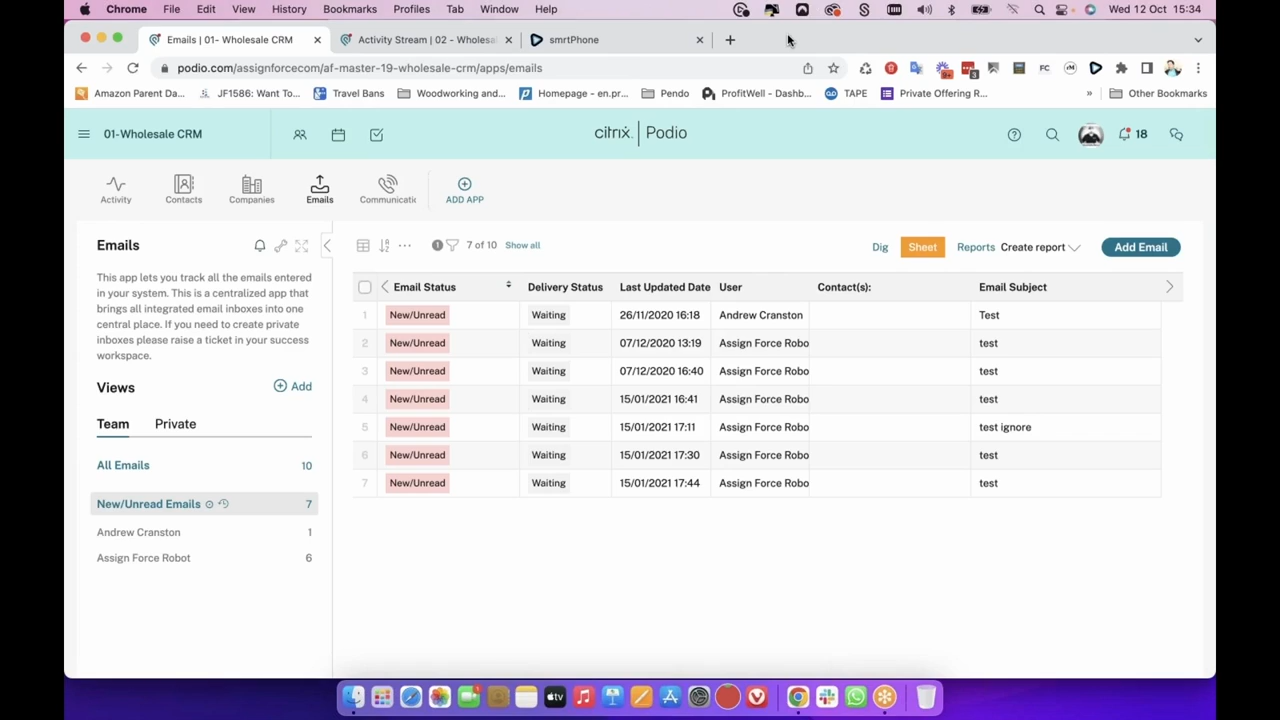 Chrome File Edit View History Bookmarks Profiles Tab Window Help Wed 12 Oct 15:34
Emails | 01- Wholesale CRM Activity Stream | 02 - Wholesa smrtPhone
podio.com/assignforcecom/af-master-19-wholesale-crm/apps/emails
Amazon Parent Da... JF1586: Want To... Travel Bans Woodworking and... Homepage - en.pr... Pendo ProfitWell - Dashb... TAPE Private Offering R... » Other Bookmarks
01-Wholesale CRM citrix | Podio 18
Activity Contacts Companies Emails Communicatic ADD APP
Emails 1 7 of 10 Show all Dig Sheet Reports Create report Add Email
This app lets you track all the emails entered
in your system. This is a centralized app that
brings all integrated email inboxes into one
central place. If you need to create private
inboxes please raise a ticket in your success
workspace.
Views Add
Team Private
All Emails 10
New/Unread Emails 7
Andrew Cranston 1
Assign Force Robot 6
Email Status Delivery Status Last Updated Date User Contact(s): Email Subject
1 New/Unread Waiting 26/11/2020 16:18 Andrew Cranston Test
2 New/Unread Waiting 07/12/2020 13:19 Assign Force Robo test
3 New/Unread Waiting 07/12/2020 16:40 Assign Force Robo test
4 New/Unread Waiting 15/01/2021 16:41 Assign Force Robo test
5 New/Unread Waiting 15/01/2021 17:11 Assign Force Robo test ignore
6 New/Unread Waiting 15/01/2021 17:30 Assign Force Robo test
7 New/Unread Waiting 15/01/2021 17:44 Assign Force Robo test